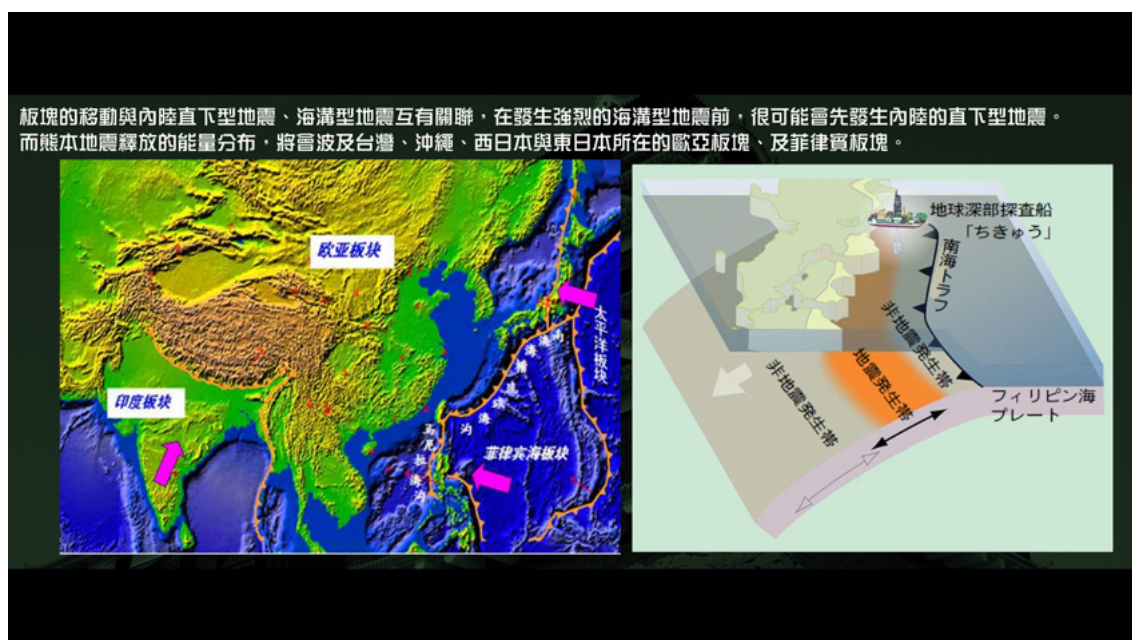 板塊的移動與內陸直下型地震、海溝型地震互有關聯，在發生強烈的海溝型地震前，很可能會先發生內陸的直下型地震。
而熊本地震釋放的能量分布，將會波及台灣、沖繩、西日本與東日本所在的歐亞板塊、及菲律賓板塊。
欧亚板块
太平洋板块
印度板块
菲律宾海板块
马尼拉海沟
地球深部探査船
「ちきゅう」
南海トラフ
非地震発生帯
地震発生帯
非地震発生帯
フィリピン海
プレート